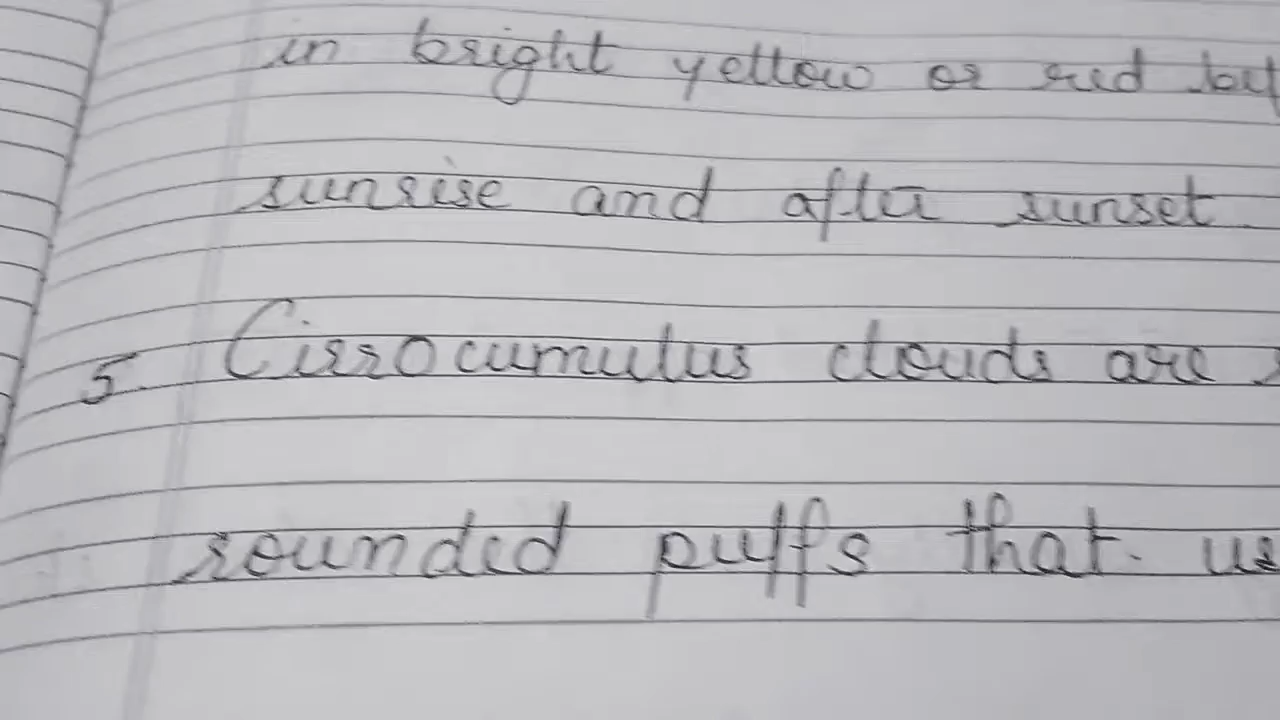 in bright yellow or red
sunrise and after sunset
5. Cirrocumulus clouds are
rounded puffs that